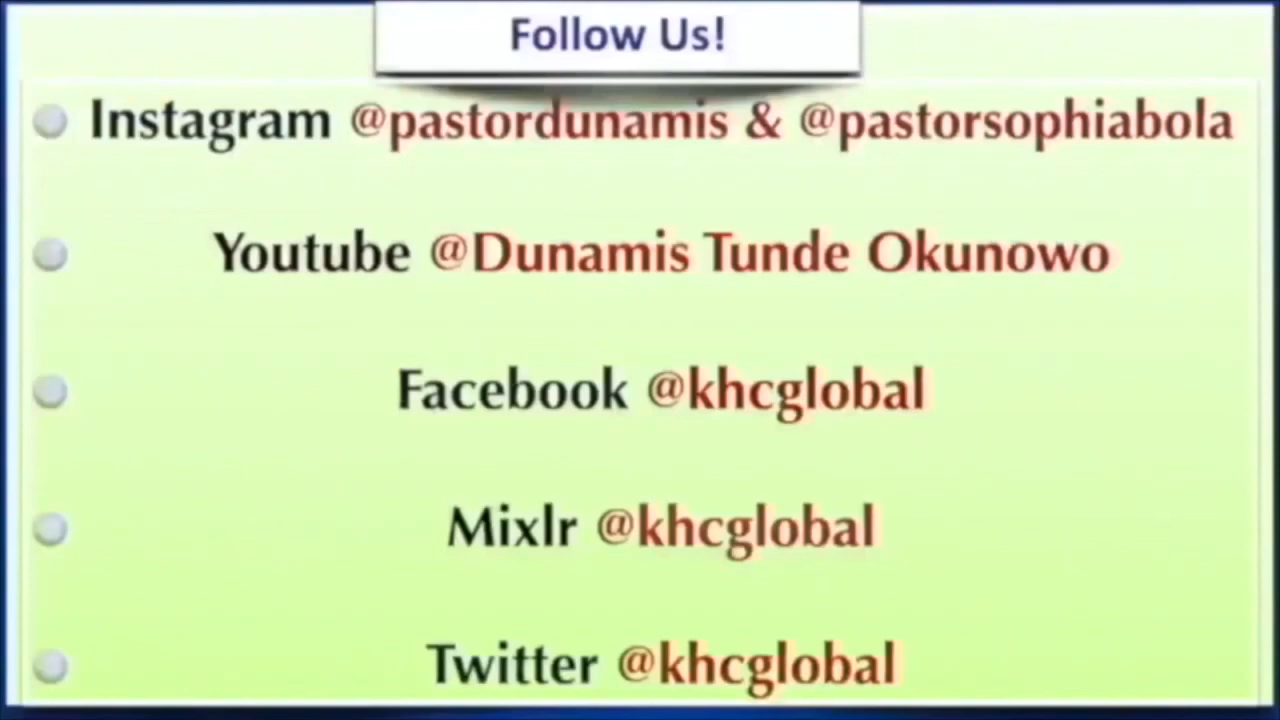 Follow Us!
Instagram @pastordunamis & @pastorsophiabola
Youtube @Dunamis Tunde Okunowo
Facebook @khcglobal
Mixlr @khcglobal
Twitter @khcglobal